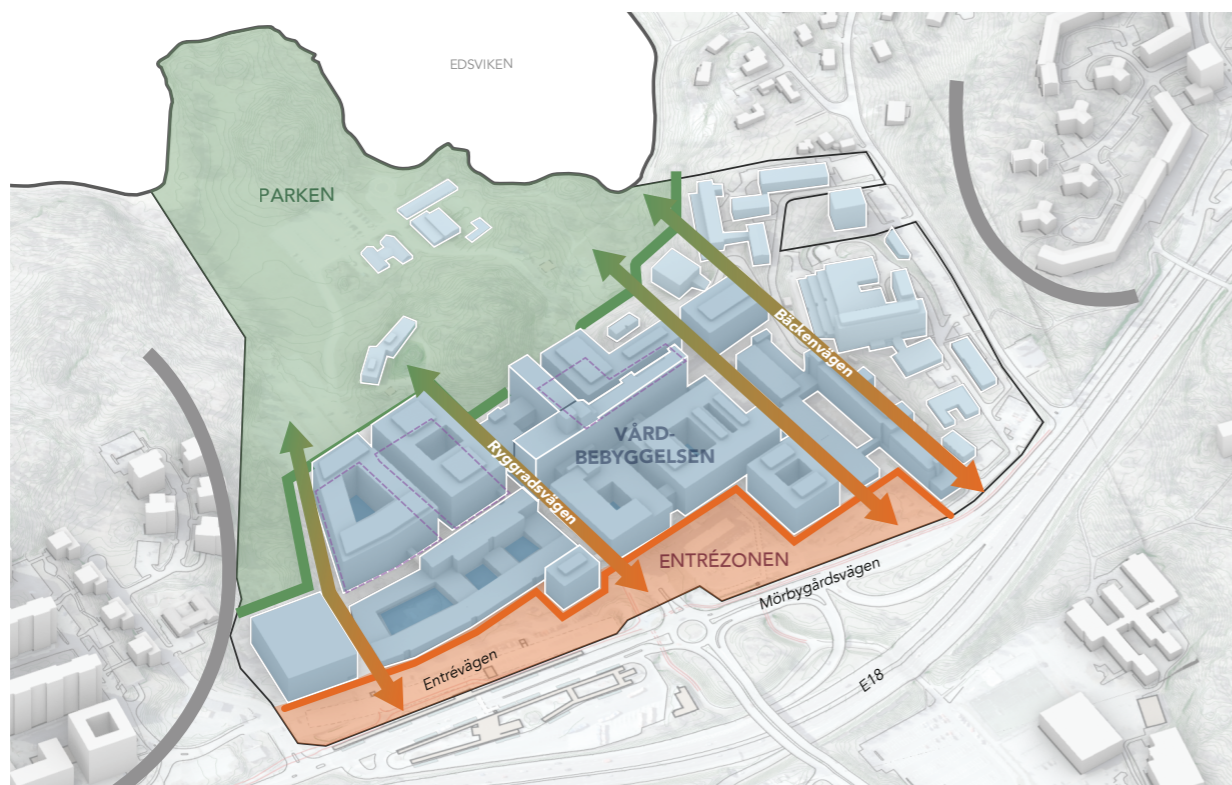 EDSVIKEN
PARKEN
Bäckenvägen
VÅRD-
BEBYGGELSEN
Ryggradsvägen
ENTRÉZONEN
Mörbygårdsvägen
Entrévägen
E18